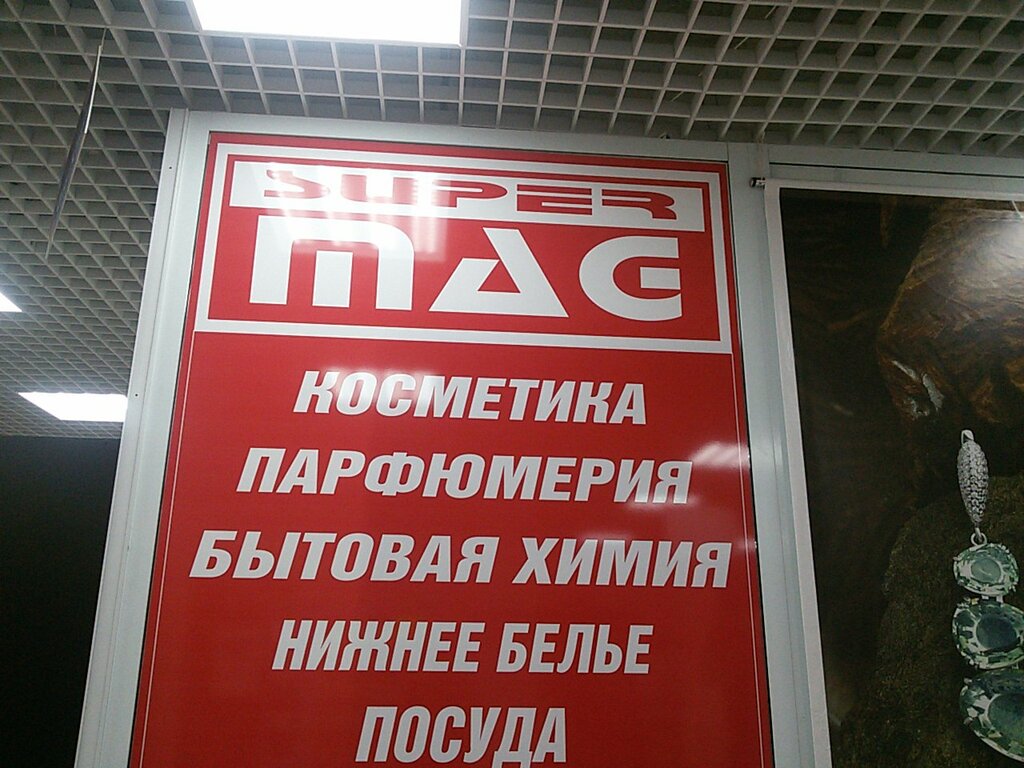 SUPER
MAG
КОСМЕТИКА
ПАРФЮМЕРИЯ
БЫТОВАЯ ХИМИЯ
НИЖНЕЕ БЕЛЬЕ
ПОСУДА